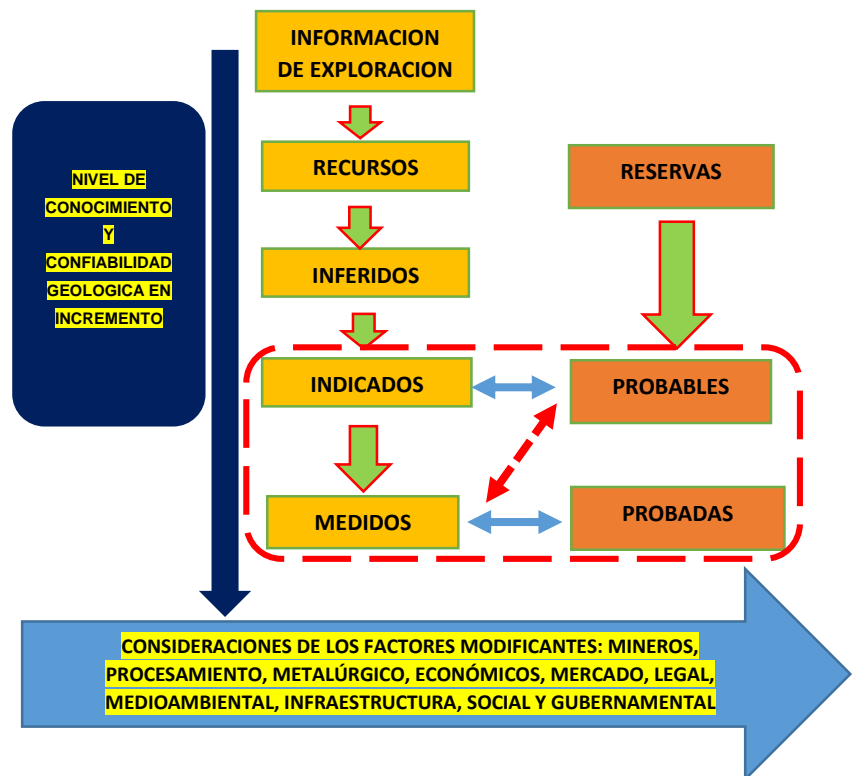 INFORMACION
DE EXPLORACION
NIVEL DE
CONOCIMIENTO
Y
CONFIABILIDAD
GEOLOGICA EN
INCREMENTO
RECURSOS
RESERVAS
INFERIDOS
INDICADOS
PROBABLES
MEDIDOS
PROBADAS
CONSIDERACIONES DE LOS FACTORES MODIFICANTES: MINEROS,
PROCESAMIENTO, METALÚRGICO, ECONÓMICOS, MERCADO, LEGAL,
MEDIOAMBIENTAL, INFRAESTRUCTURA, SOCIAL Y GUBERNAMENTAL